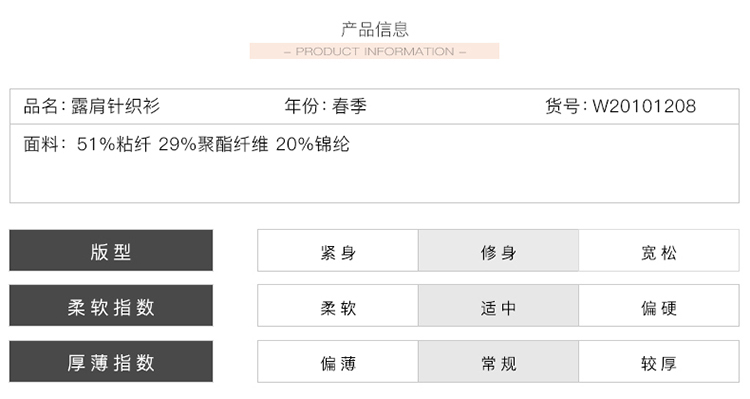 产品信息
– PRODUCT INFORMATION –
品名: 露肩针织衫 年份: 春季 货号: W20101208
面料: 51%粘纤 29%聚酯纤维 20%锦纶
版型 紧身 修身 宽松
柔软指数 柔软 适中 偏硬
厚薄指数 偏薄 常规 较厚